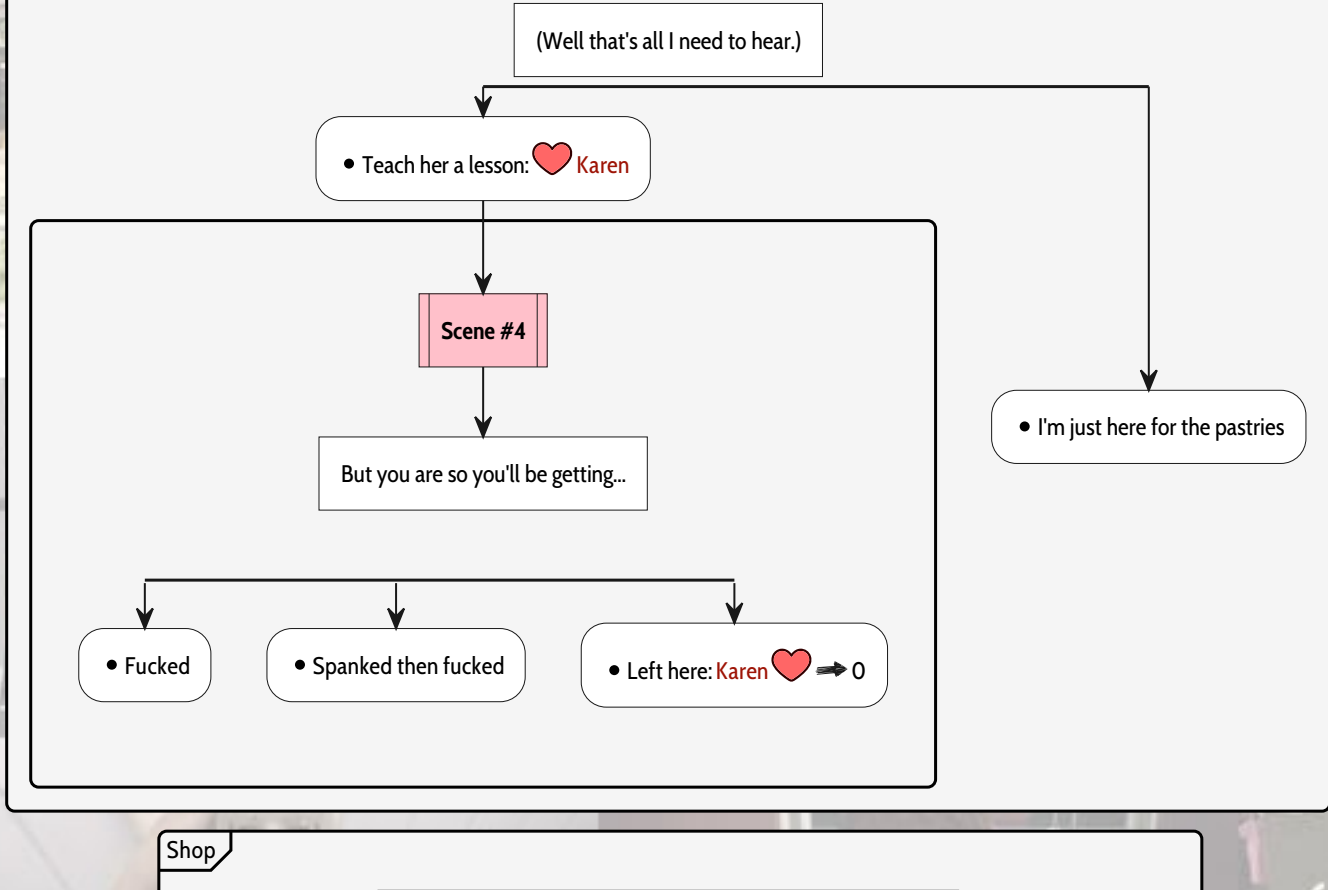 (Well that's all I need to hear.)
• Teach her a lesson: Karen
Scene #4
• I'm just here for the pastries
But you are so you'll be getting...
• Fucked
• Spanked then fucked
• Left here: Karen 0
Shop